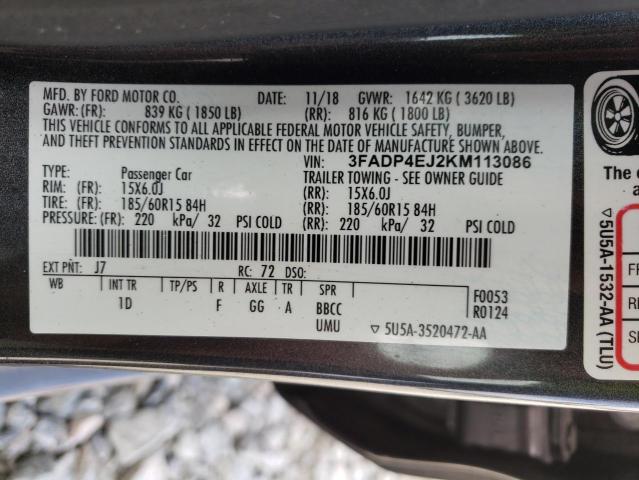 MFD. BY FORD MOTOR CO. DATE: 11/18 GVWR: 1642 KG ( 3620 LB)
GAWR: (FR): 839 KG ( 1850 LB) (RR): 816 KG ( 1800 LB)
THIS VEHICLE CONFORMS TO ALL APPLICABLE FEDERAL MOTOR VEHICLE SAFETY, BUMPER,
AND THEFT PREVENTION STANDARDS IN EFFECT ON THE DATE OF MANUFACTURE SHOWN ABOVE.
VIN: 3FADP4EJ2KM113086
TYPE: Passenger Car TRAILER TOWING - SEE OWNER GUIDE
RIM: (FR): 15X6.0J (RR): 15X6.0J
TIRE: (FR): 185/60R15 84H (RR): 185/60R15 84H
PRESSURE: (FR): 220 kPa/ 32 PSI COLD (RR): 220 kPa/ 32 PSI COLD
EXT PNT: J7 RC: 72 DSO:
WB INT TR TP/PS R AXLE TR SPR F0053
1D F GG A BBCC R0124
UMU ▽ 5U5A-3520472-AA
▽ 5U5A-1532-AA (TLU)
The